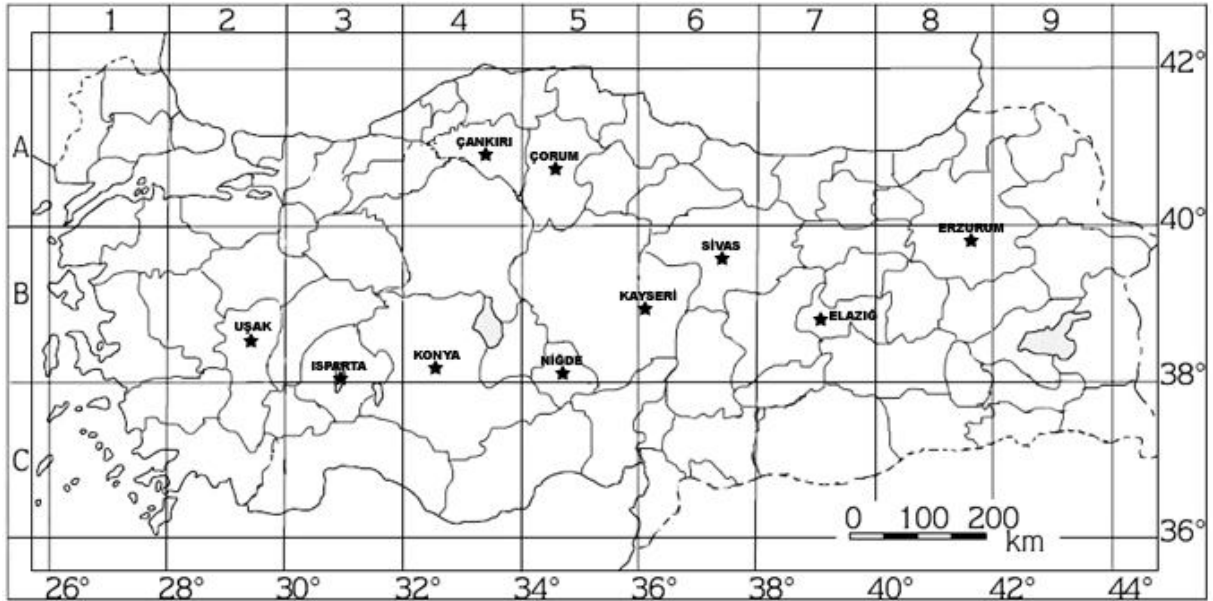 1 2 3 4 5 6 7 8 9
42°
A
ÇANKIRI
ÇORUM
40°
ERZURUM
SİVAS
B
KAYSERİ
ELAZIĞ
UŞAK
ISPARTA
KONYA
NİĞDE
38°
C
0 100 200
km
36°
26° 28° 30° 32° 34° 36° 38° 40° 42° 44°